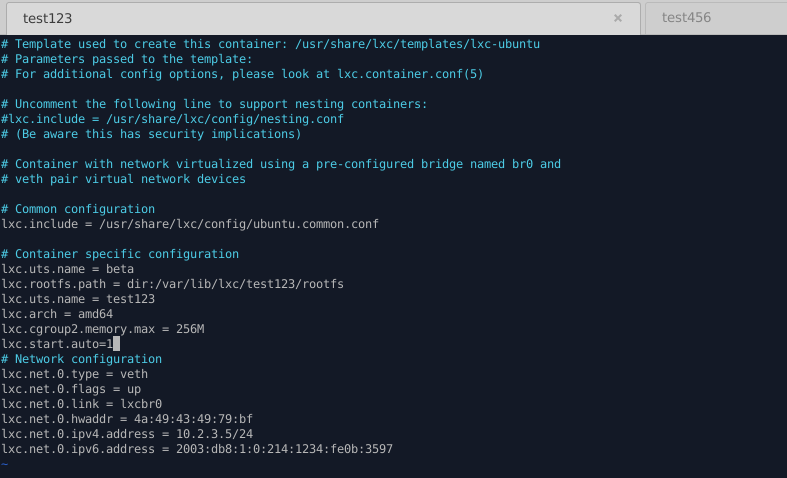 test123
test456
# Template used to create this container: /usr/share/lxc/templates/lxc-ubuntu
# Parameters passed to the template:
# For additional config options, please look at lxc.container.conf(5)
# Uncomment the following line to support nesting containers:
#lxc.include = /usr/share/lxc/config/nesting.conf
# (Be aware this has security implications)
# Container with network virtualized using a pre-configured bridge named br0 and
# veth pair virtual network devices
# Common configuration
lxc.include = /usr/share/lxc/config/ubuntu.common.conf
# Container specific configuration
lxc.uts.name = beta
lxc.rootfs.path = dir:/var/lib/lxc/test123/rootfs
lxc.uts.name = test123
lxc.arch = amd64
lxc.cgroup2.memory.max = 256M
lxc.start.auto=1
# Network configuration
lxc.net.0.type = veth
lxc.net.0.flags = up
lxc.net.0.link = lxcbr0
lxc.net.0.hwaddr = 4a:49:43:49:79:bf
lxc.net.0.ipv4.address = 10.2.3.5/24
lxc.net.0.ipv6.address = 2003:db8:1:0:214:1234:fe0b:3597
~